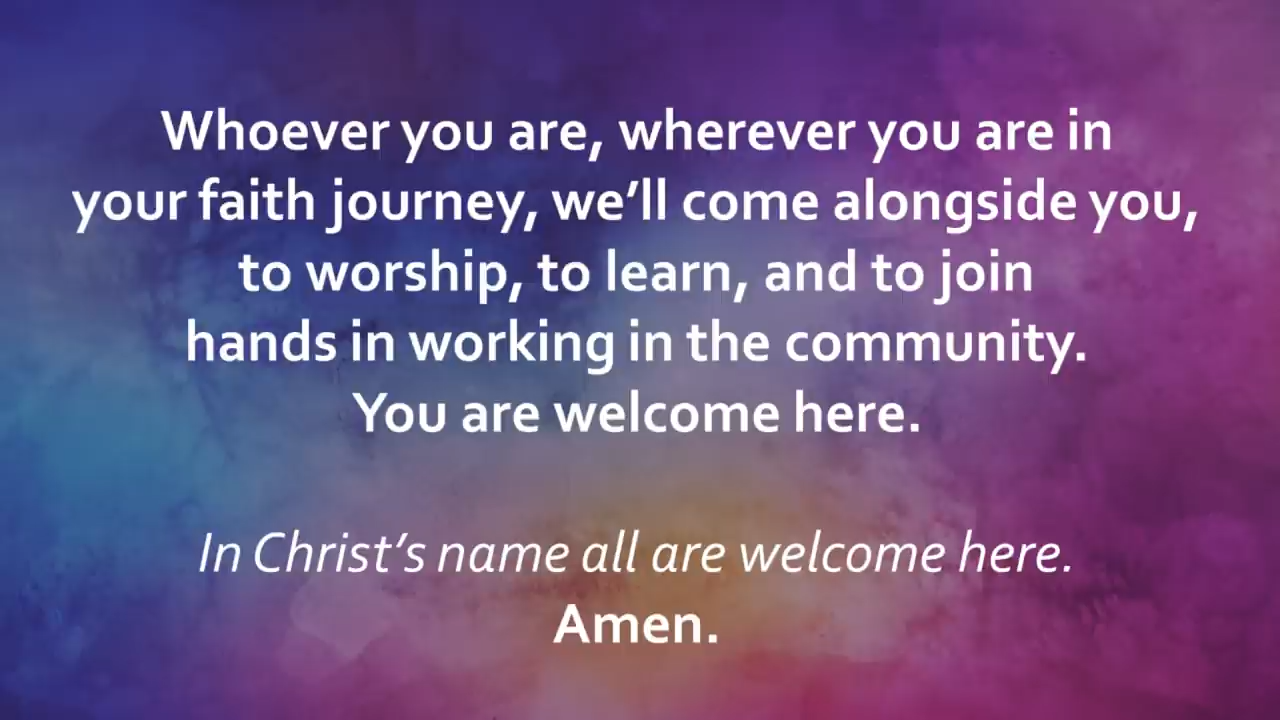 Whoever you are, wherever you are in
your faith journey, we’ll come alongside you,
to worship, to learn, and to join
hands in working in the community.
You are welcome here.
In Christ’s name all are welcome here.
Amen.